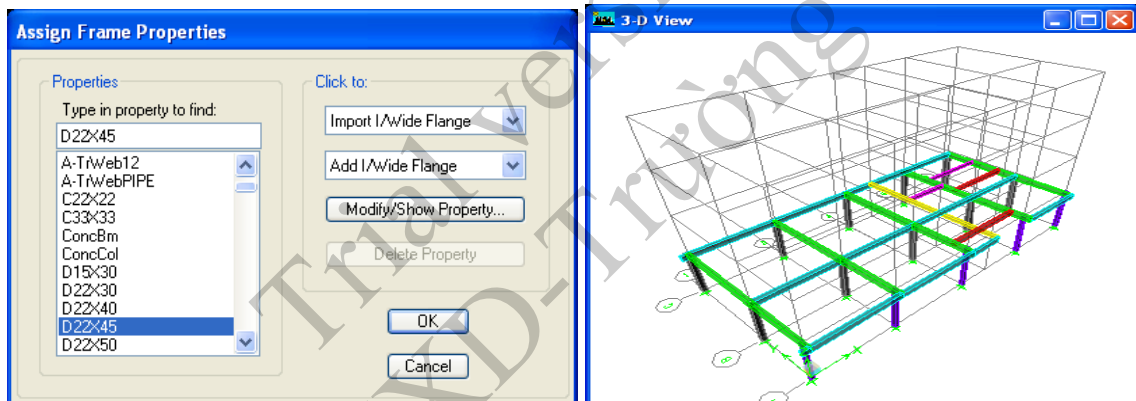 Assign Frame Properties
Properties
Type in property to find:
D22X45
A-TrWeb12
A-TrWebPIPE
C22X22
C33X33
ConcBm
ConcCol
D15X30
D22X30
D22X40
D22X45
D22X50
Click to:
Import I/Wide Flange
Add I/Wide Flange
Modify/Show Property...
Delete Property
OK
Cancel
3-D View
Trial vers
XD-Trường